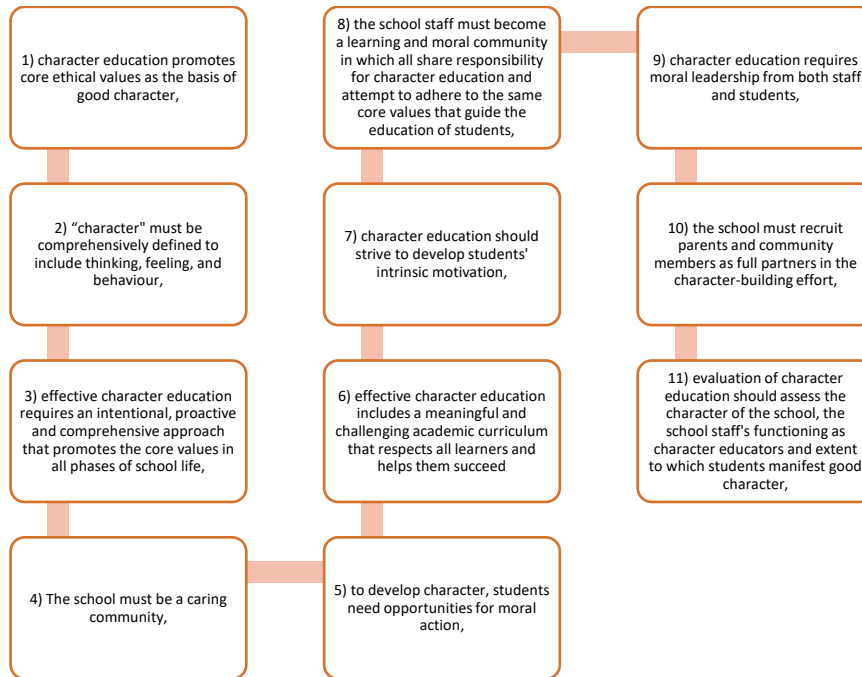 1) character education promotes
core ethical values as the basis of
good character,
2) “character" must be
comprehensively defined to
include thinking, feeling, and
behaviour,
3) effective character education
requires an intentional, proactive
and comprehensive approach
that promotes the core values in
all phases of school life,
4) The school must be a caring
community,
5) to develop character, students
need opportunities for moral
action,
6) effective character education
includes a meaningful and
challenging academic curriculum
that respects all learners and
helps them succeed
7) character education should
strive to develop students'
intrinsic motivation,
8) the school staff must become
a learning and moral community
in which all share responsibility
for character education and
attempt to adhere to the same
core values that guide the
education of students,
9) character education requires
moral leadership from both staff
and students,
10) the school must recruit
parents and community
members as full partners in the
character-building effort,
11) evaluation of character
education should assess the
character of the school, the
school staff's functioning as
character educators and extent
to which students manifest good
character,